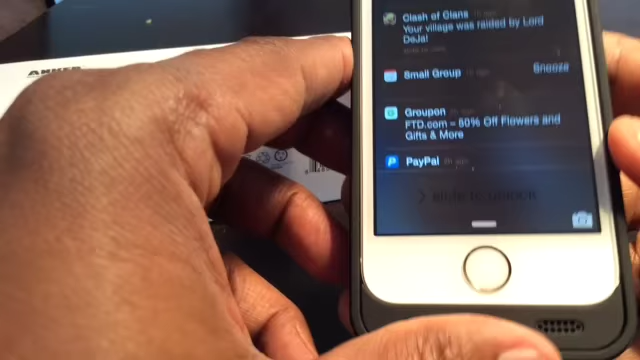 Clash of Clans
Your village was raided by Lord
DeJa!
Small Group
Snooze
Groupon
FTD.com – 50% Off Flowers and
Gifts & More
PayPal
slide to unlock
ANKER